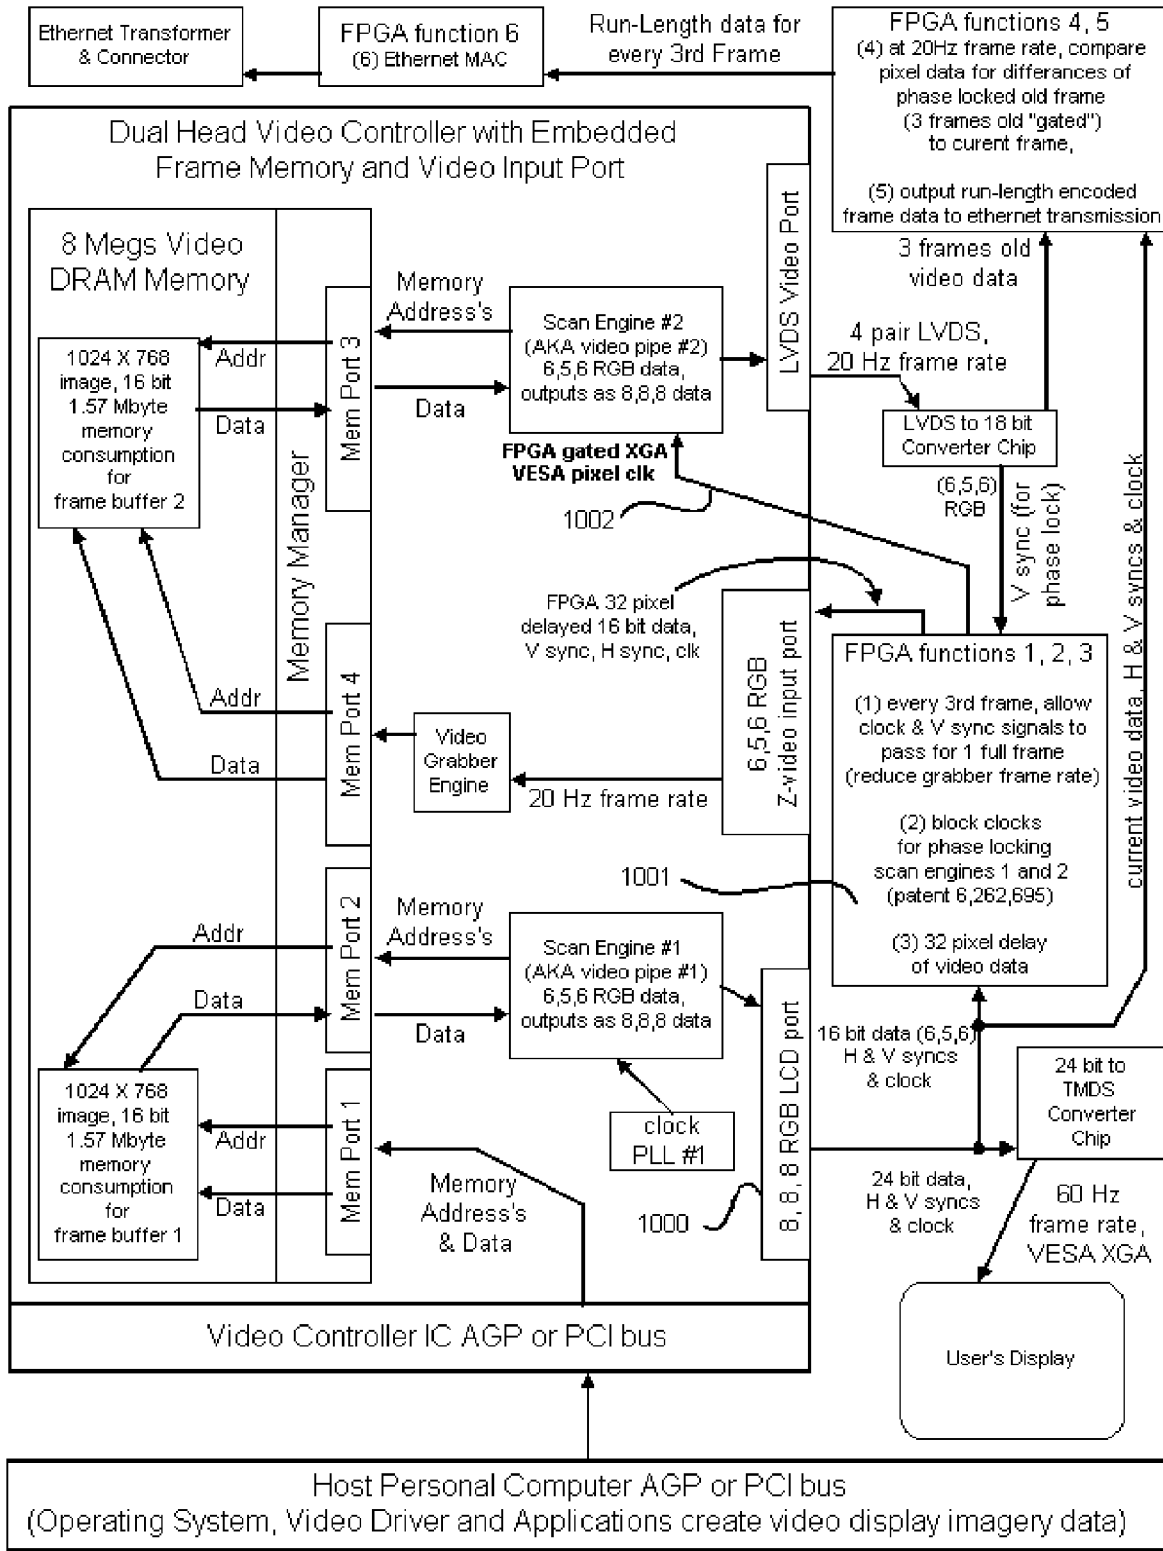 Ethernet Transformer
& Connector
FPGA function 6
(6) Ethernet MAC
Run-Length data for
every 3rd Frame
FPGA functions 4, 5
(4) at 20Hz frame rate, compare
pixel data for differances of
phase locked old frame
(3 frames old "gated")
to curent frame,
(5) output run-length encoded
frame data to ethernet transmission
Dual Head Video Controller with Embedded
Frame Memory and Video Input Port
8 Megs Video
DRAM Memory
Memory Manager
1024 X 768
image, 16 bit
1.57 Mbyte
memory
consumption
for
frame buffer 2
Addr
Data
Mem Port 3
Memory
Address's
Data
Scan Engine #2
(AKA video pipe #2)
6,5,6 RGB data,
outputs as 8,8,8 data
LVDS Video Port
3 frames old
video data
4 pair LVDS,
20 Hz frame rate
LVDS to 18 bit
Converter Chip
FPGA gated XGA
VESA pixel clk
1002
(6,5,6)
RGB
V sync (for
phase lock)
current video data, H & V syncs & clock
FPGA 32 pixel
delayed 16 bit data,
V sync, H sync, clk
6,5,6 RGB
Z-video input port
FPGA functions 1, 2, 3
(1) every 3rd frame, allow
clock & V sync signals to
pass for 1 full frame
(reduce grabber frame rate)
(2) block clocks
for phase locking
scan engines 1 and 2
(patent 6,262,695)
(3) 32 pixel delay
of video data
Addr
Data
Mem Port 4
Video
Grabber
Engine
20 Hz frame rate
1001
Addr
Data
Mem Port 2
Memory
Address's
Data
Scan Engine #1
(AKA video pipe #1)
6,5,6 RGB data,
outputs as 8,8,8 data
8, 8, 8 RGB LCD port
16 bit data (6,5,6)
H & V syncs
& clock
24 bit to
TMDS
Converter
Chip
1024 X 768
image, 16 bit
1.57 Mbyte
memory
consumption
for
frame buffer 1
Addr
Data
Mem Port 1
clock
PLL #1
Memory
Address's
& Data
1000
24 bit data,
H & V syncs
& clock
60 Hz
frame rate,
VESA XGA
Video Controller IC AGP or PCI bus
User's Display
Host Personal Computer AGP or PCI bus
(Operating System, Video Driver and Applications create video display imagery data)